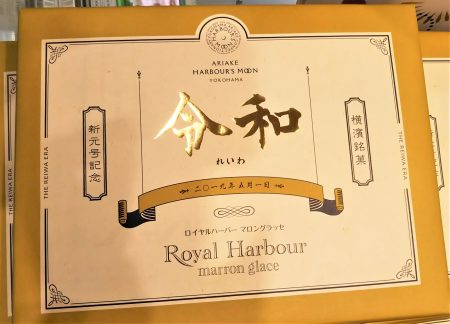 ARIAKE
HARBOUR'S MOON
YOKOHAMA
令和
れいわ
新元号記念
横濱銘菓
THE REIWA ERA
THE REIWA ERA
二〇一九年五月一日
ロイヤルハーバー マロングラッセ
Royal Harbour
marron glace